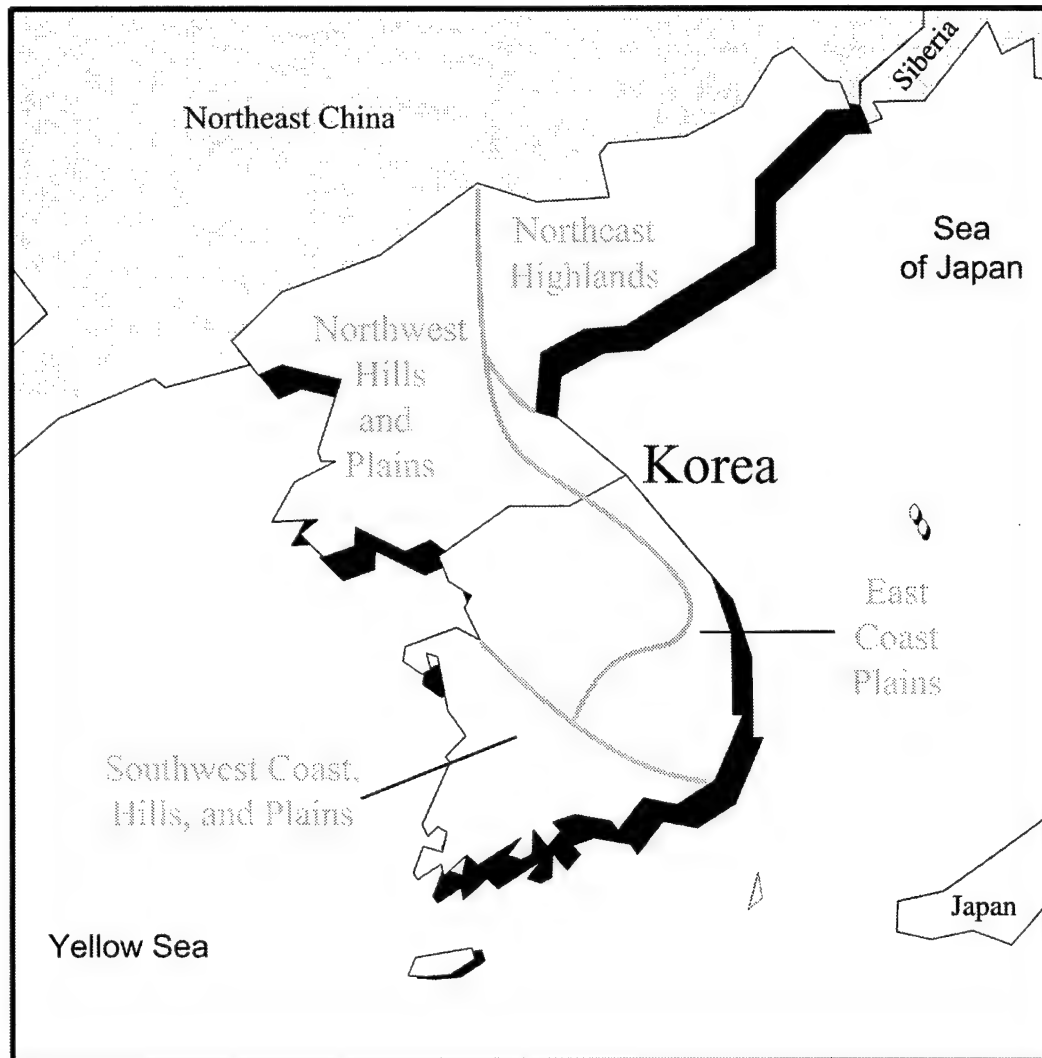 Siberia
Northeast China
Northeast
Highlands
Sea
of Japan
Northwest
Hills
and
Plains
Korea
East
Coast
Plains
Southwest Coast,
Hills, and Plains
Japan
Yellow Sea